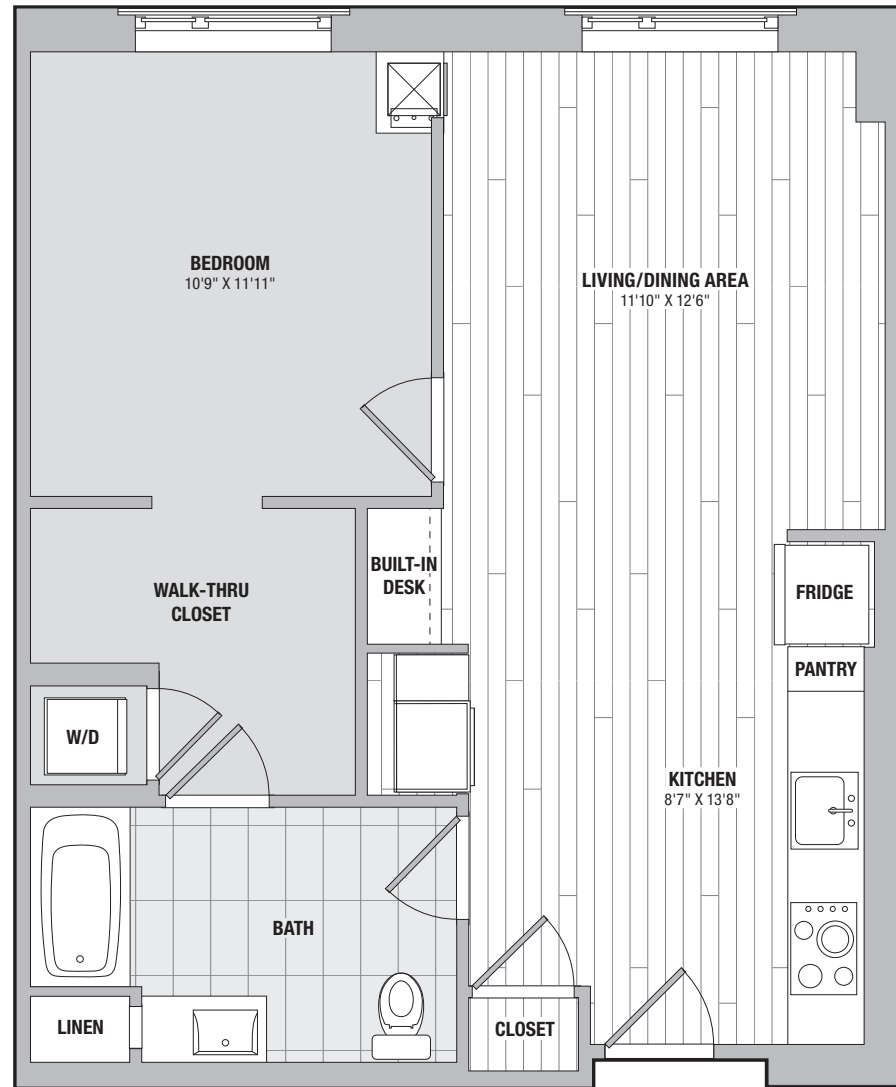 BEDROOM
10'9" X 11'11"
LIVING/DINING AREA
11'10" X 12'6"
BUILT-IN
DESK
WALK-THRU
CLOSET
FRIDGE
PANTRY
W/D
KITCHEN
8'7" X 13'8"
BATH
LINEN
CLOSET